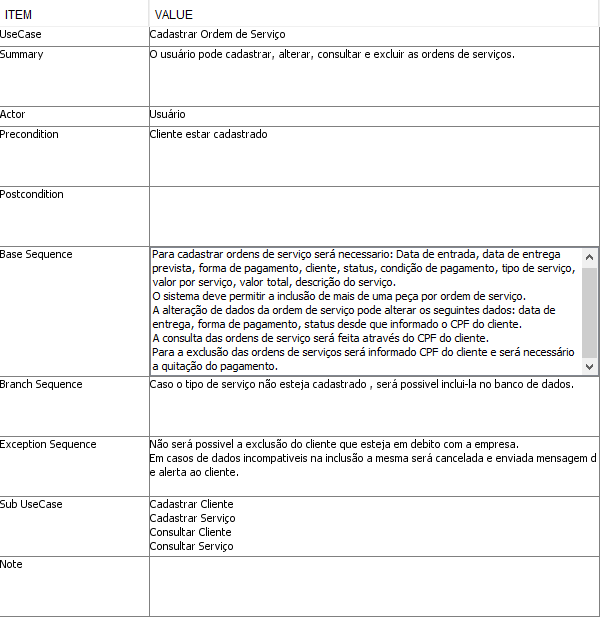 ITEM VALUE
UseCase Cadastrar Ordem de Serviço
Summary O usuário pode cadastrar, alterar, consultar e excluir as ordens de serviços.
Actor Usuário
Precondition Cliente estar cadastrado
Postcondition
Base Sequence Para cadastrar ordens de serviço será necessario: Data de entrada, data de entrega
prevista, forma de pagamento, cliente, status, condição de pagamento, tipo de serviço,
valor por serviço, valor total, descrição do serviço.
O sistema deve permitir a inclusão de mais de uma peça por ordem de serviço.
A alteração de dados da ordem de serviço pode alterar os seguintes dados: data de
entrega, forma de pagamento, status desde que informado o CPF do cliente.
A consulta das ordens de serviço será feita através do CPF do cliente.
Para a exclusão das ordens de serviços será informado CPF do cliente e será necessário
a quitação do pagamento.
Branch Sequence Caso o tipo de serviço não esteja cadastrado , será possivel inclui-la no banco de dados.
Exception Sequence Não será possivel a exclusão do cliente que esteja em debito com a empresa.
Em casos de dados incompativeis na inclusão a mesma será cancelada e enviada mensagem d
e alerta ao cliente.
Sub UseCase Cadastrar Cliente
Cadastrar Serviço
Consultar Cliente
Consultar Serviço
Note